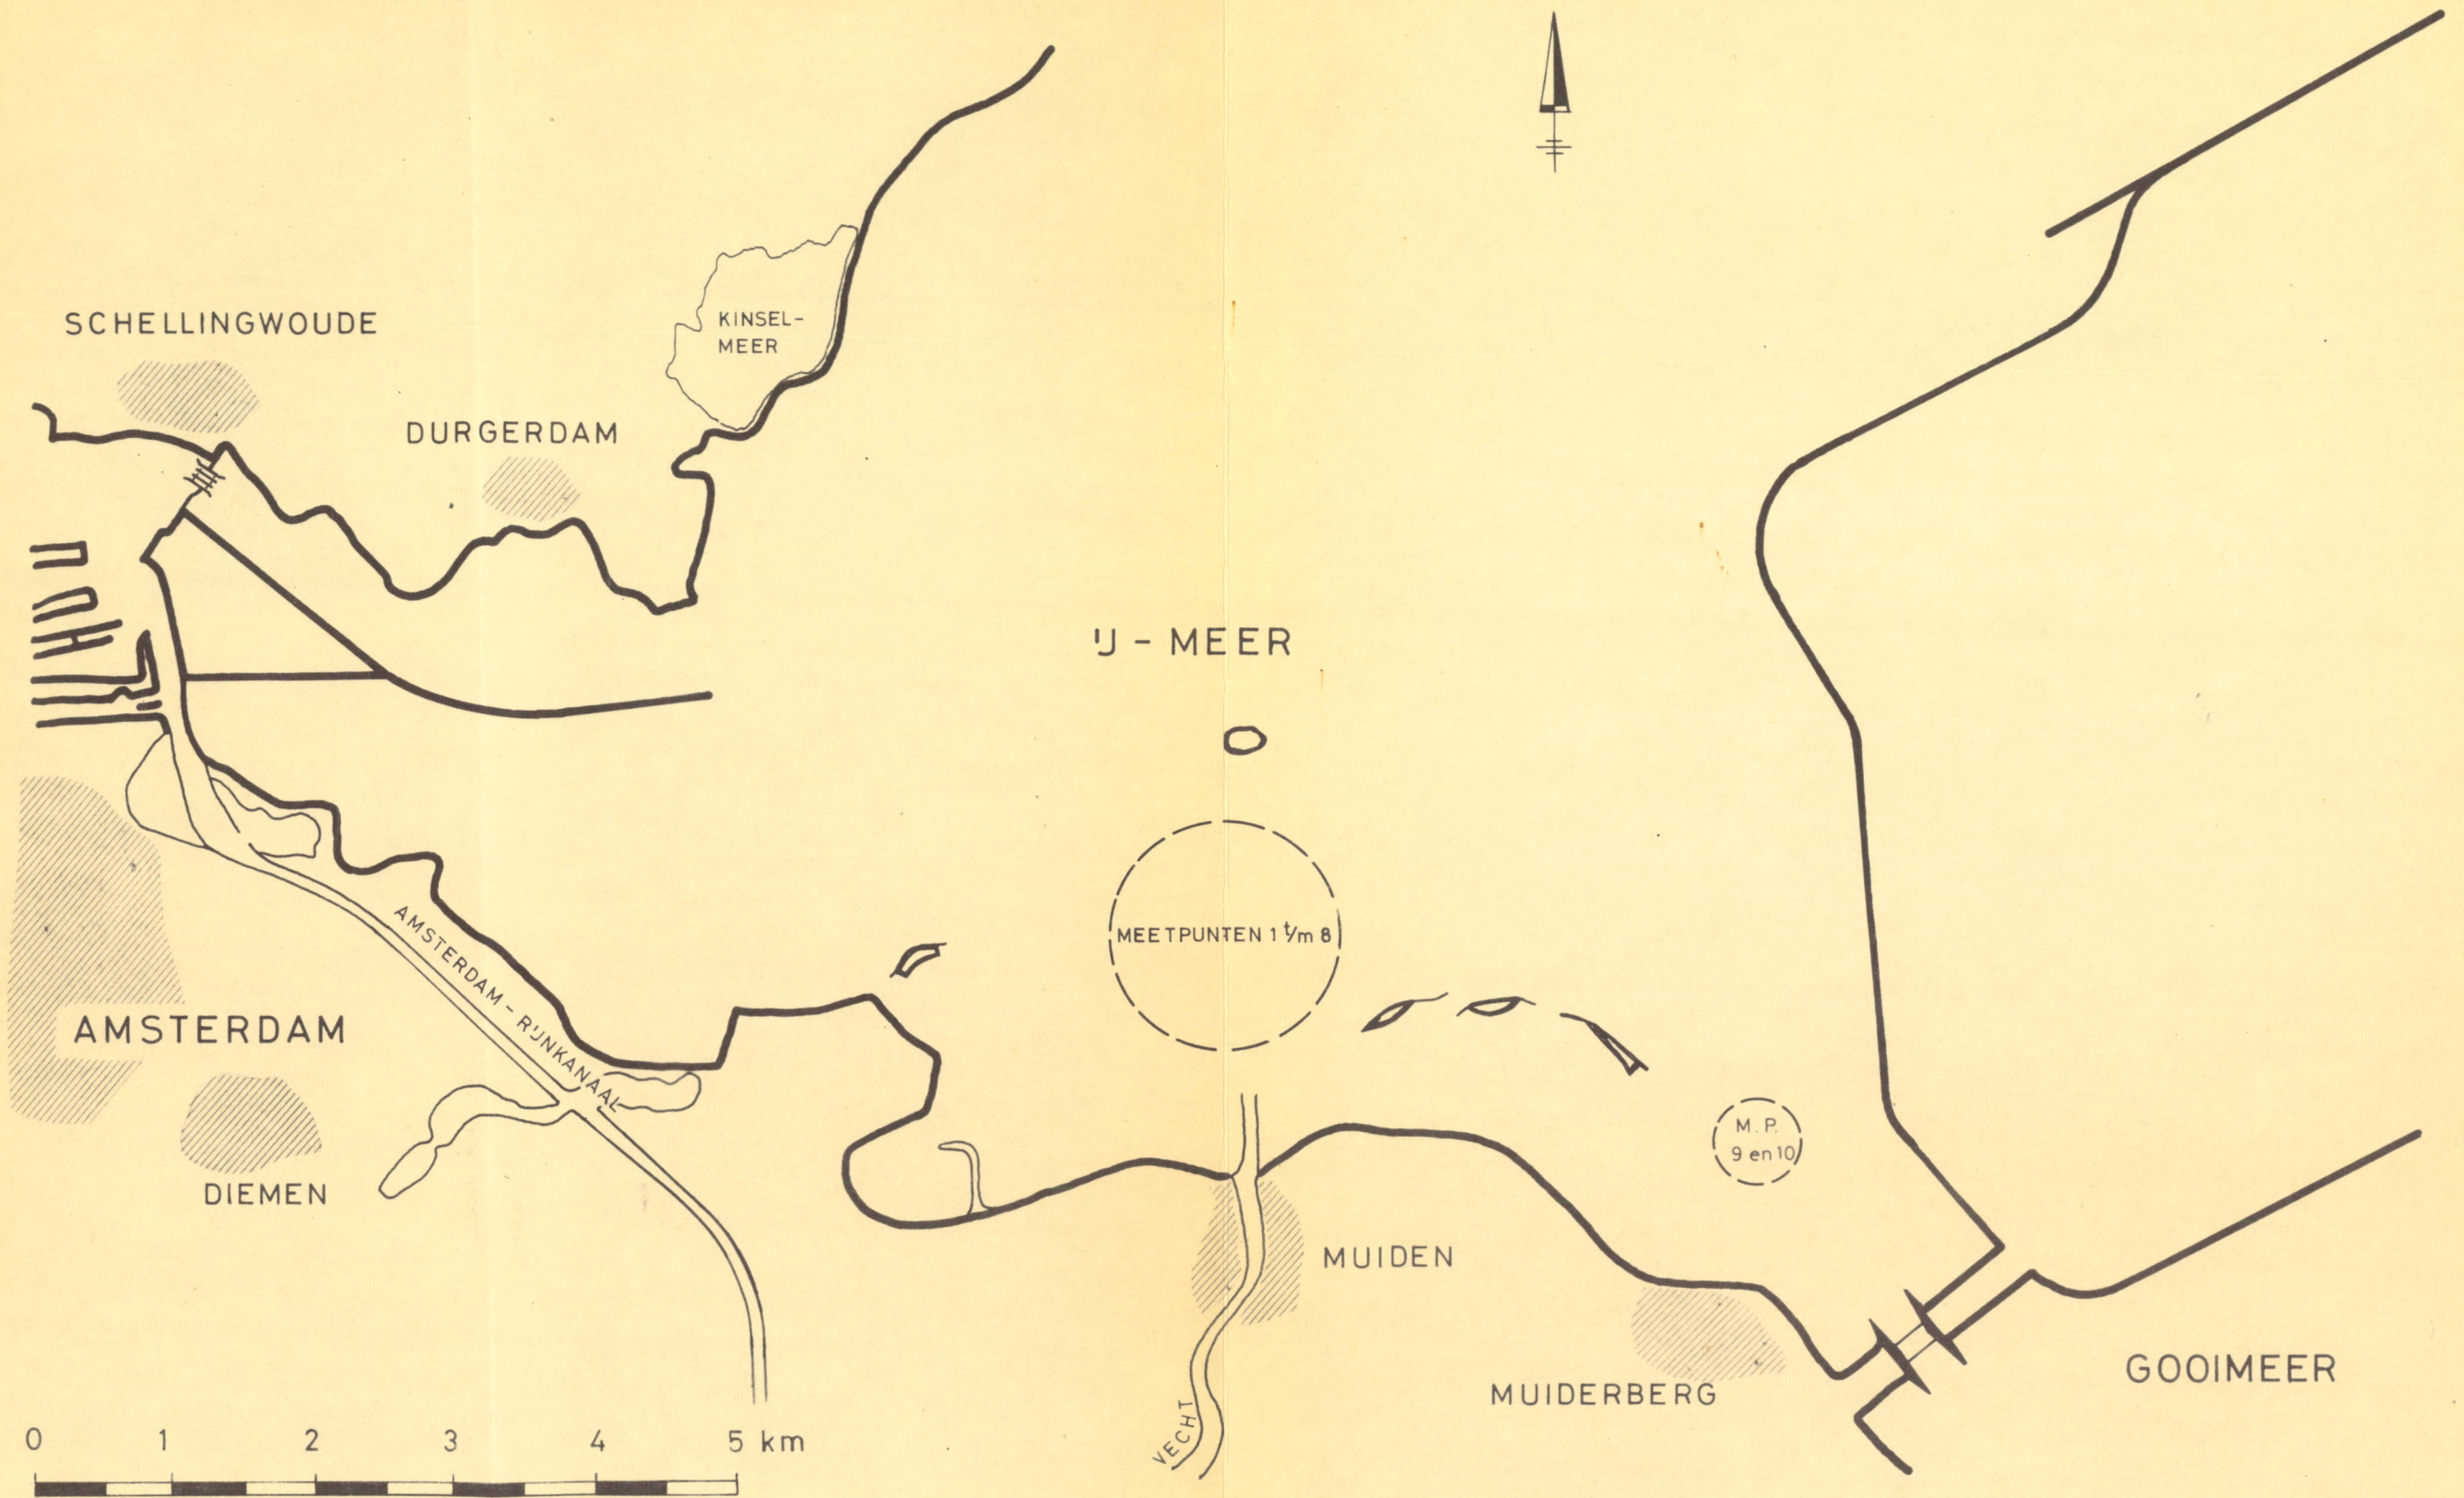 SCHELLINGWOUDE
KINSEL-
MEER
DURGERDAM
IJ - MEER
MEETPUNTEN 1 t/m 8
AMSTERDAM - RIJNKANAAL
AMSTERDAM
M. P.
9 en 10
DIEMEN
MUIDEN
GOOIMEER
MUIDERBERG
VECHT
0 1 2 3 4 5 km